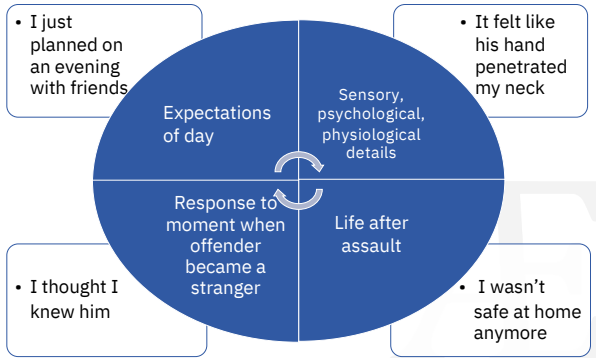 • I just
planned on
an evening
with friends
• It felt like
his hand
penetrated
my neck
Expectations
of day
Sensory,
psychological,
physiological
details
Response to
moment when
offender
became a
stranger
Life after
assault
• I thought I
knew him
• I wasn’t
safe at home
anymore